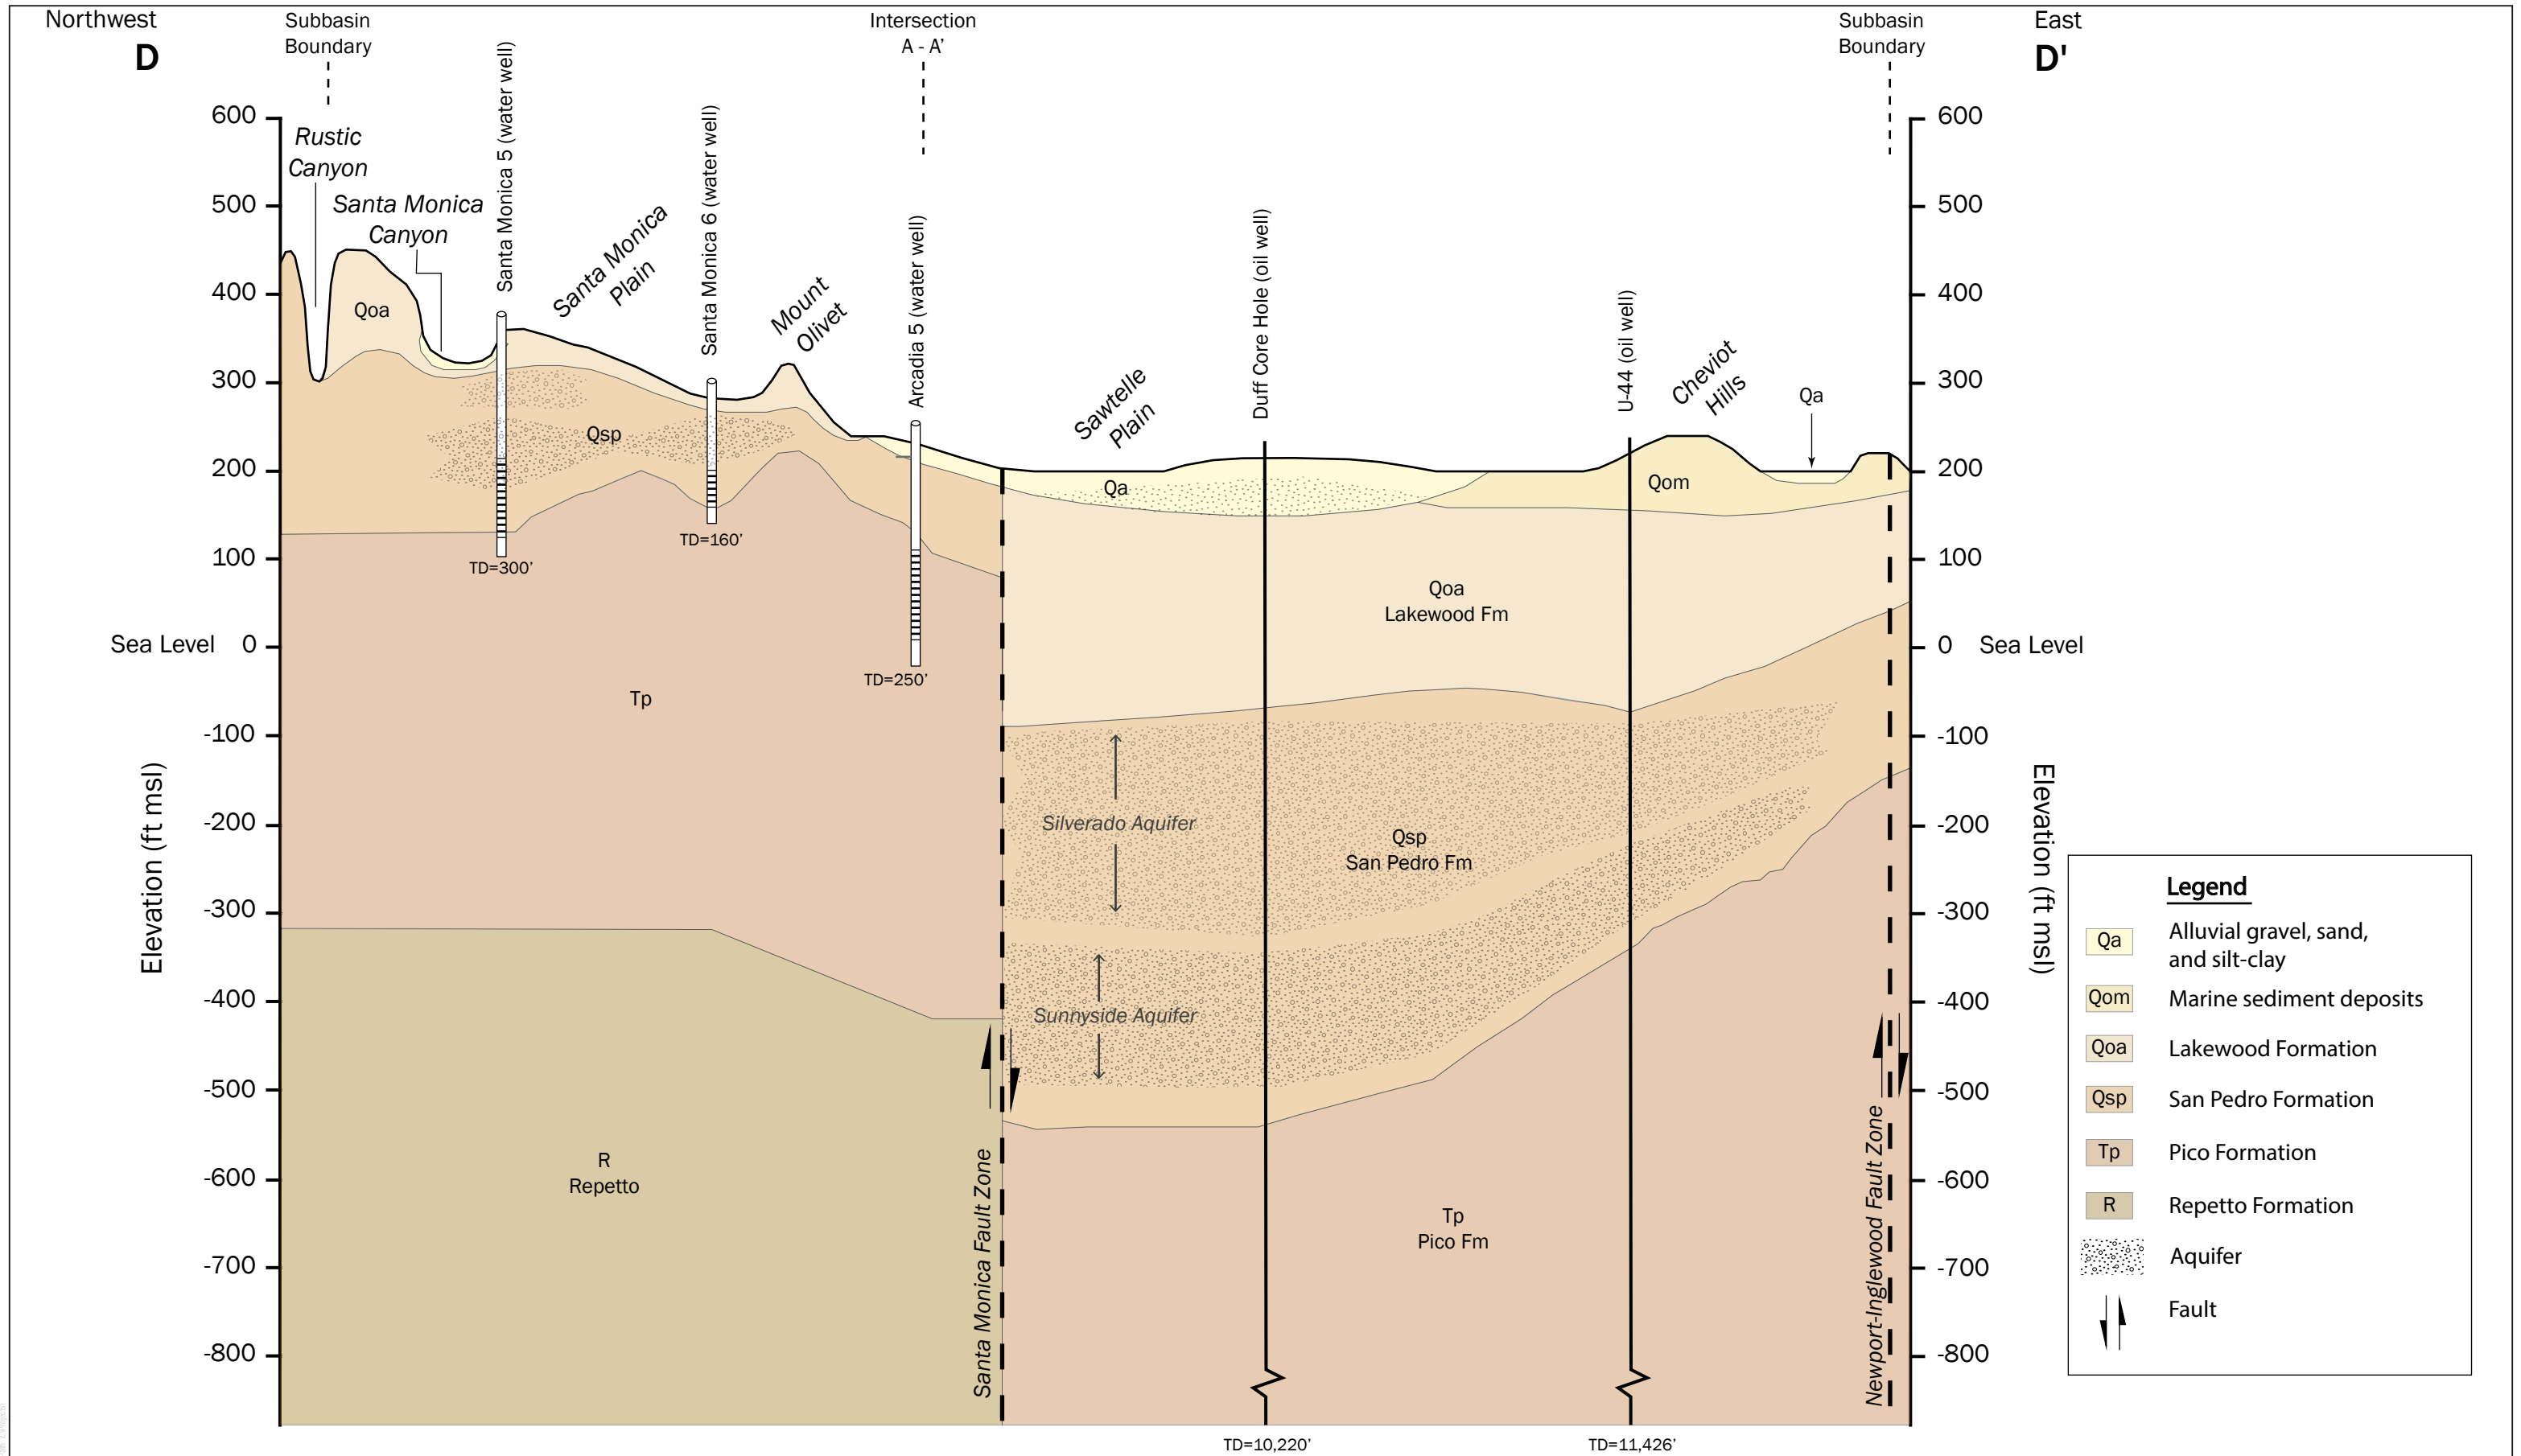 Northwest
D
Subbasin
Boundary
Intersection
A - A’
Subbasin
Boundary
East
D'
Rustic
Canyon
Santa Monica
Canyon
Santa Monica 5 (water well)
Santa Monica
Plain
Santa Monica 6 (water well)
Mount
Olivet
Arcadia 5 (water well)
Sawtelle
Plain
Duff Core Hole (oil well)
U-44 (oil well)
Cheviot
Hills
Qa
600
500
400
300
200
100
Sea Level 0
-100
-200
-300
-400
-500
-600
-700
-800
Elevation (ft msl)
600
500
400
300
200
100
0 Sea Level
-100
-200
-300
-400
-500
-600
-700
-800
Elevation (ft msl)
Qoa
Qsp
Qa
Qom
TD=300’
TD=160’
TD=250’
Qoa
Lakewood Fm
Tp
Silverado Aquifer
Qsp
San Pedro Fm
Sunnyside Aquifer
R
Repetto
Tp
Pico Fm
Santa Monica Fault Zone
Newport-Inglewood Fault Zone
TD=10,220’
TD=11,426’
Legend
Qa Alluvial gravel, sand,
and silt-clay
Qom Marine sediment deposits
Qoa Lakewood Formation
Qsp San Pedro Formation
Tp Pico Formation
R Repetto Formation
Aquifer
Fault